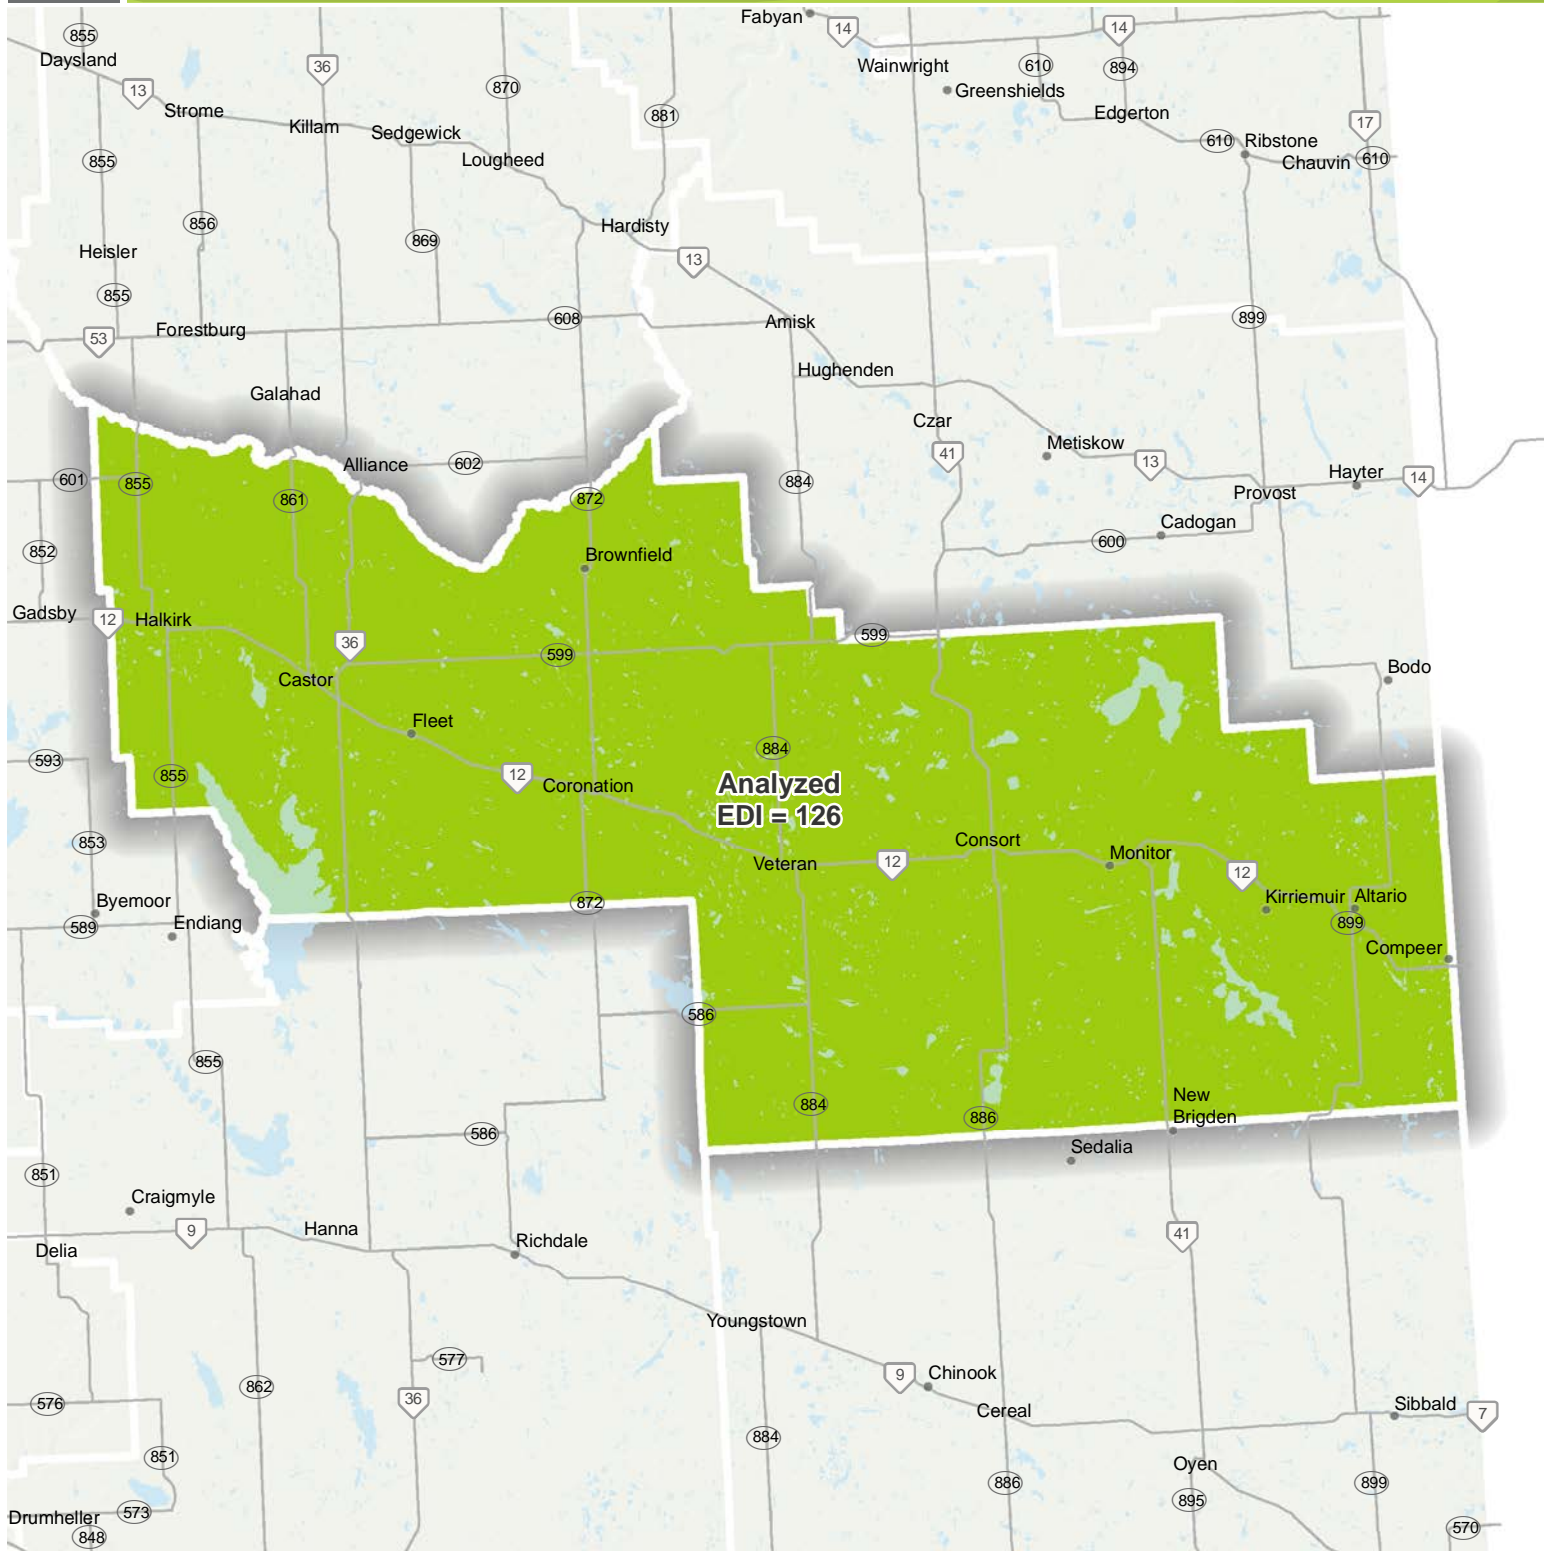 Fabyan
14
14
855
Daysland
36
Wainwright
610
894
13
870
Greenshields
Strome
881
Edgerton
17
Killam
Sedgewick
610
Ribstone
855
Lougheed
Chauvin
610
856
Hardisty
869
Heisler
13
855
608
899
Amisk
53
Forestburg
Hughenden
Galahad
Czar
Metiskow
41
13
Alliance
602
Hayter
601
855
884
14
Provost
861
872
Cadogan
600
852
Brownfield
Gadsby
12
Halkirk
36
599
599
Bodo
Castor
Fleet
884
593
855
12
Coronation
Analyzed
EDI = 126
853
Consort
Monitor
Veteran
12
12
Byemoor
872
Kirriemuir
Altario
589
Endiang
899
Compeer
586
855
New
884
886
Brigden
586
Sedalia
851
Craigmyle
9
Hanna
41
Delia
Richdale
Youngstown
577
9
Chinook
862
36
Cereal
Sibbald
7
576
884
851
Oyen
886
899
895
573
Drumheller
570
848